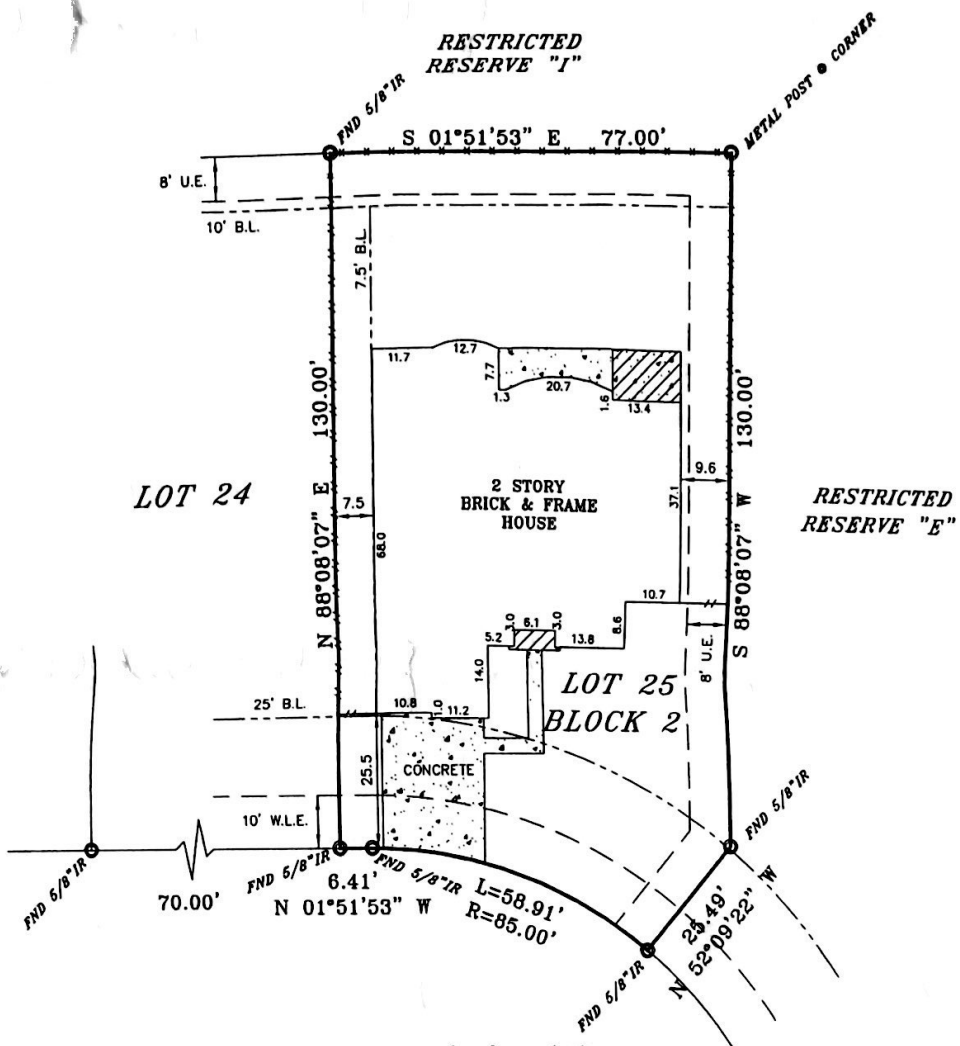 RESTRICTED
RESERVE "I"
FND 5/8"IR
METAL POST @ CORNER
S 01°51'53" E 77.00'
8' U.E.
10' B.L.
7.5' B.L.
11.7
12.7
7.7
1.3
20.7
1.6
13.4
N 88°08'07" E 130.00'
S 88°08'07" W 130.00'
LOT 24
7.5
68.0
2 STORY
BRICK & FRAME
HOUSE
37.1
9.6
RESTRICTED
RESERVE "E"
10.7
8.6
3.0
6.1
3.0
5.2
13.8
14.0
8' U.E.
LOT 25
BLOCK 2
25' B.L.
10.8
1.0
11.2
25.5
CONCRETE
10' W.L.E.
FND 5/8"IR
FND 5/8"IR
FND 5/8"IR
FND 5/8"IR
70.00'
6.41'
N 01°51'53" W
L=58.91'
R=85.00'
25.49'
N 52°09'22" W
FND 5/8"IR